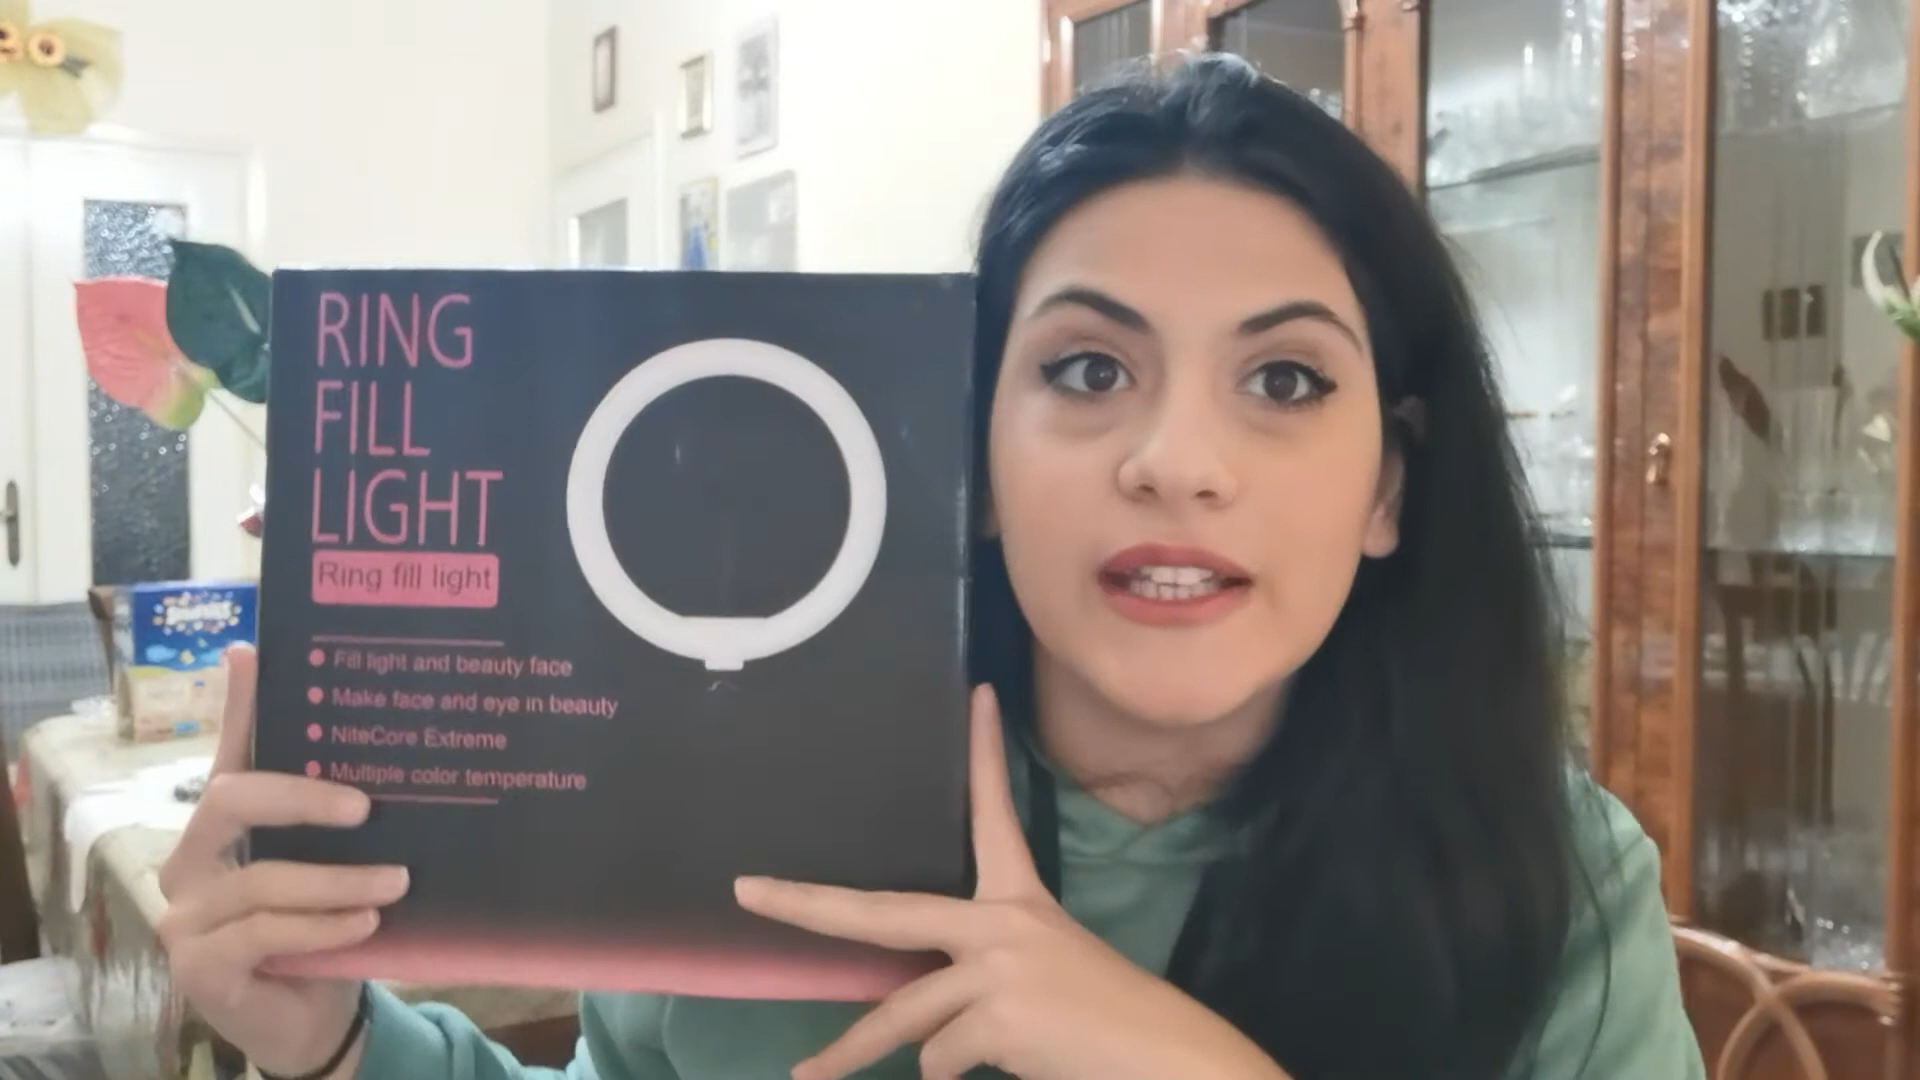 RING
FILL
LIGHT
Ring fill light
Fill light and beauty face
Make face and eye in beauty
NiteCore Extreme
Multiple color temperature